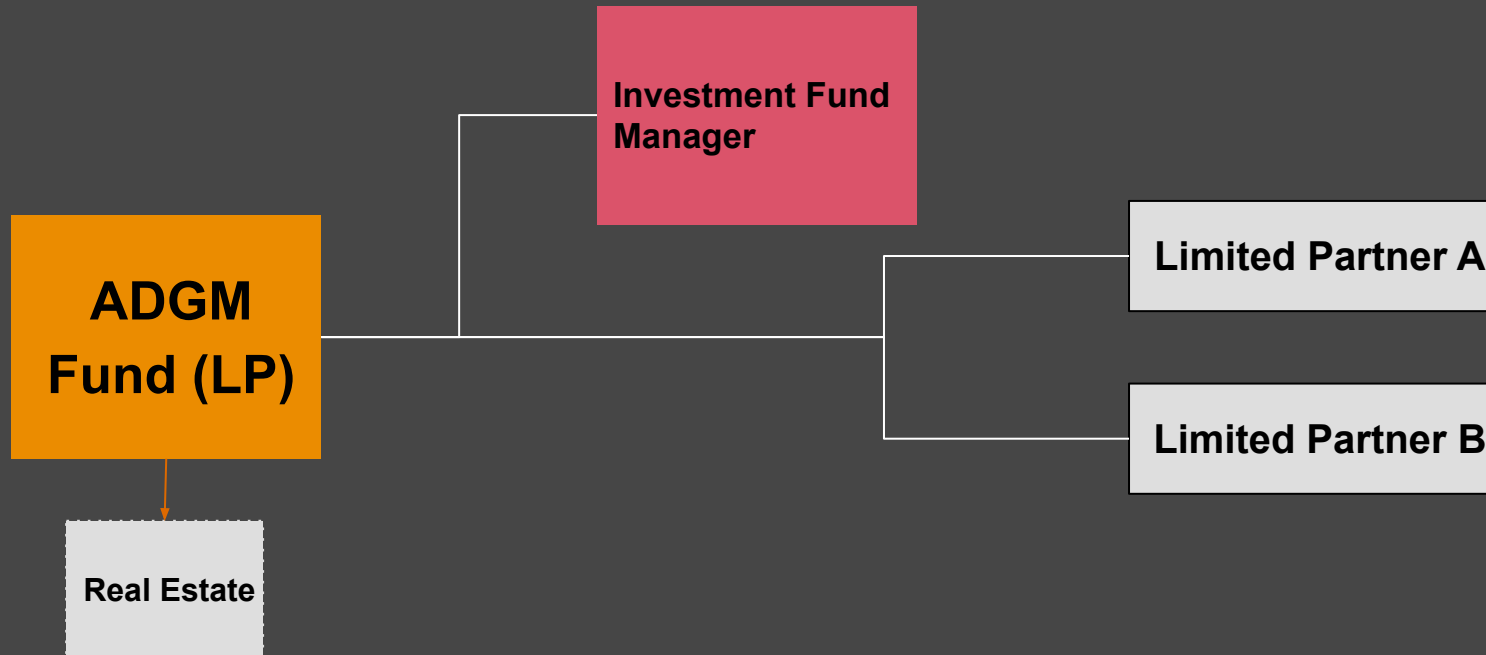 Investment Fund
Manager
ADGM
Fund (LP)
Limited Partner A
Limited Partner B
Real Estate